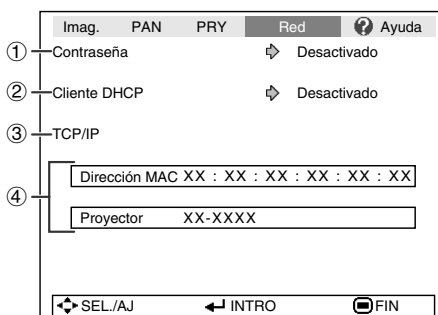 Imag. PAN PRY Red ? Ayuda
① Contraseña Desactivado
② Cliente DHCP Desactivado
③ TCP/IP
④
Dirección MAC XX : XX : XX : XX : XX : XX
Proyector XX-XXXX
SEL./AJ INTRO FIN